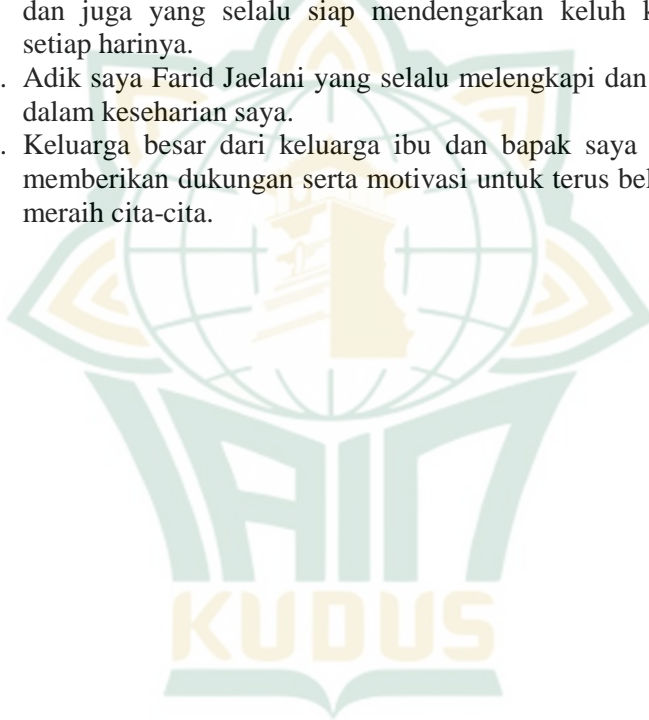 dan juga yang selalu siap mendengarkan keluh
setiap harinya.
. Adik saya Farid Jaelani yang selalu melengkapi dan
dalam keseharian saya.
. Keluarga besar dari keluarga ibu dan bapak saya
memberikan dukungan serta motivasi untuk terus
meraih cita-cita.
IAIN
KUDUS